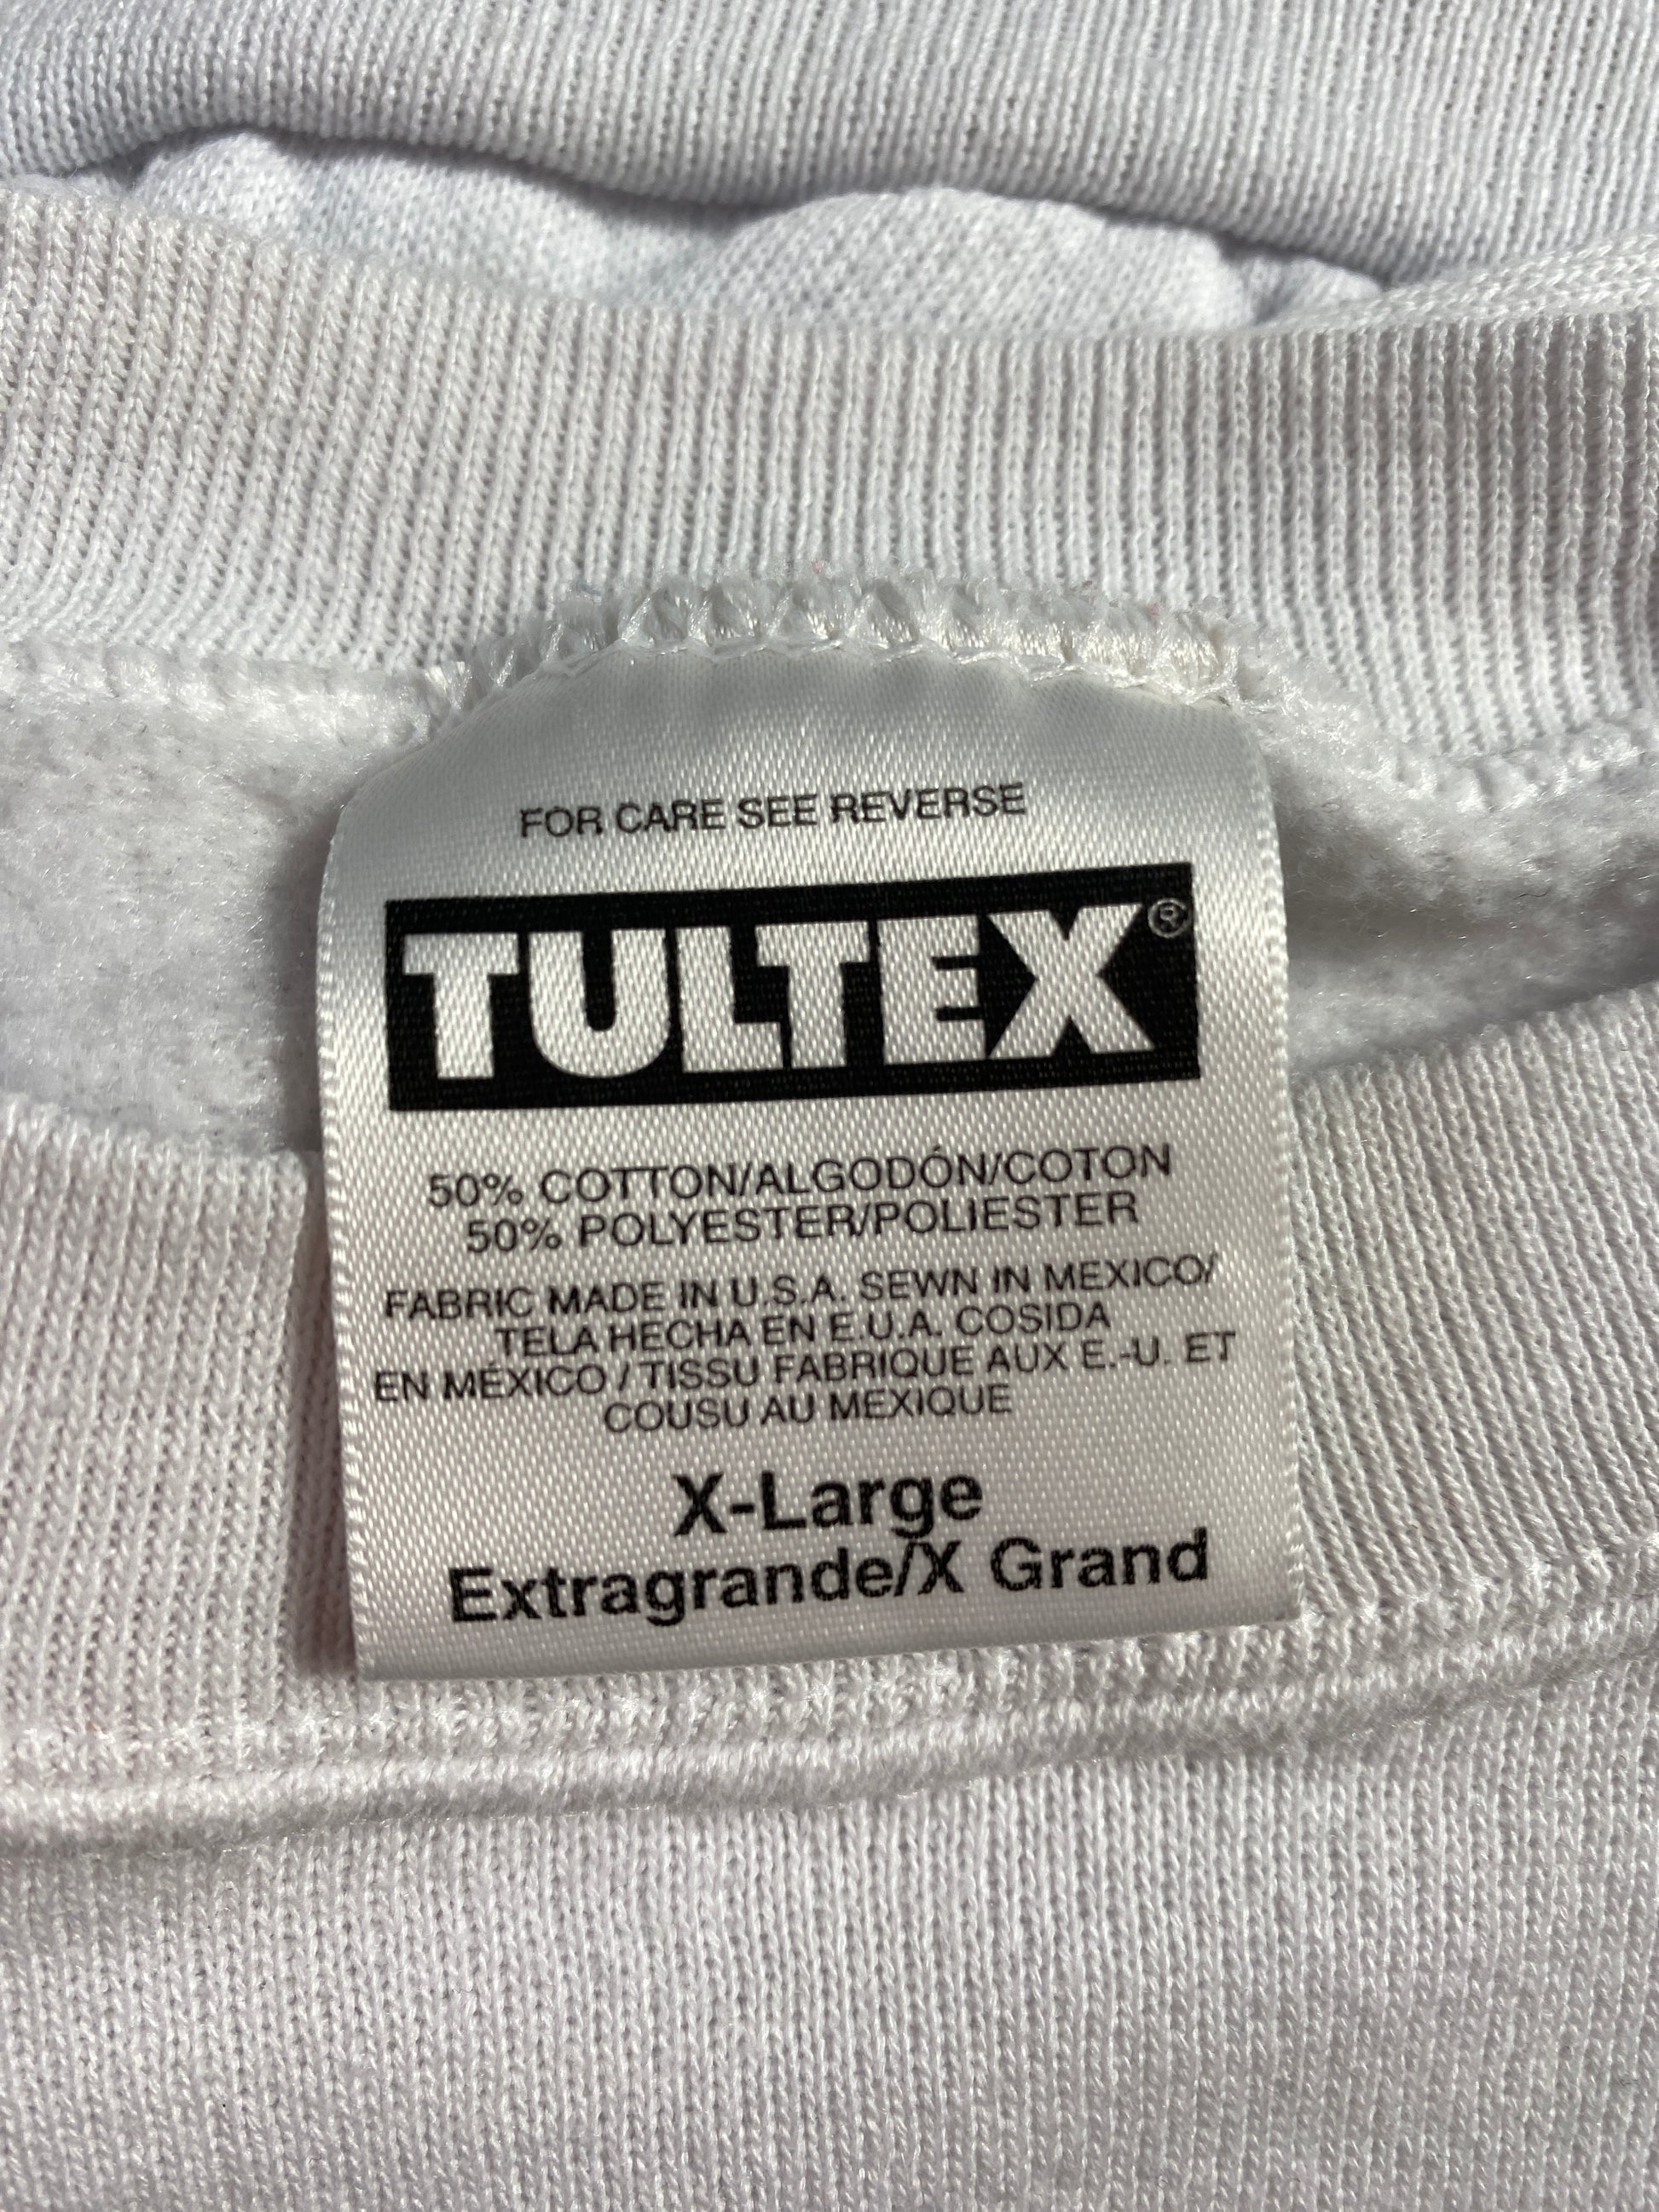 FOR CARE SEE REVERSE
TULTEX®
50% COTTON/ALGODÓN/COTON
50% POLYESTER/POLIESTER
FABRIC MADE IN U.S.A. SEWN IN MEXICO/
TELA HECHA EN E.U.A. COSIDA
EN MÉXICO / TISSU FABRIQUE AUX E.-U. ET
COUSU AU MEXIQUE
X-Large
Extragrande/X Grand